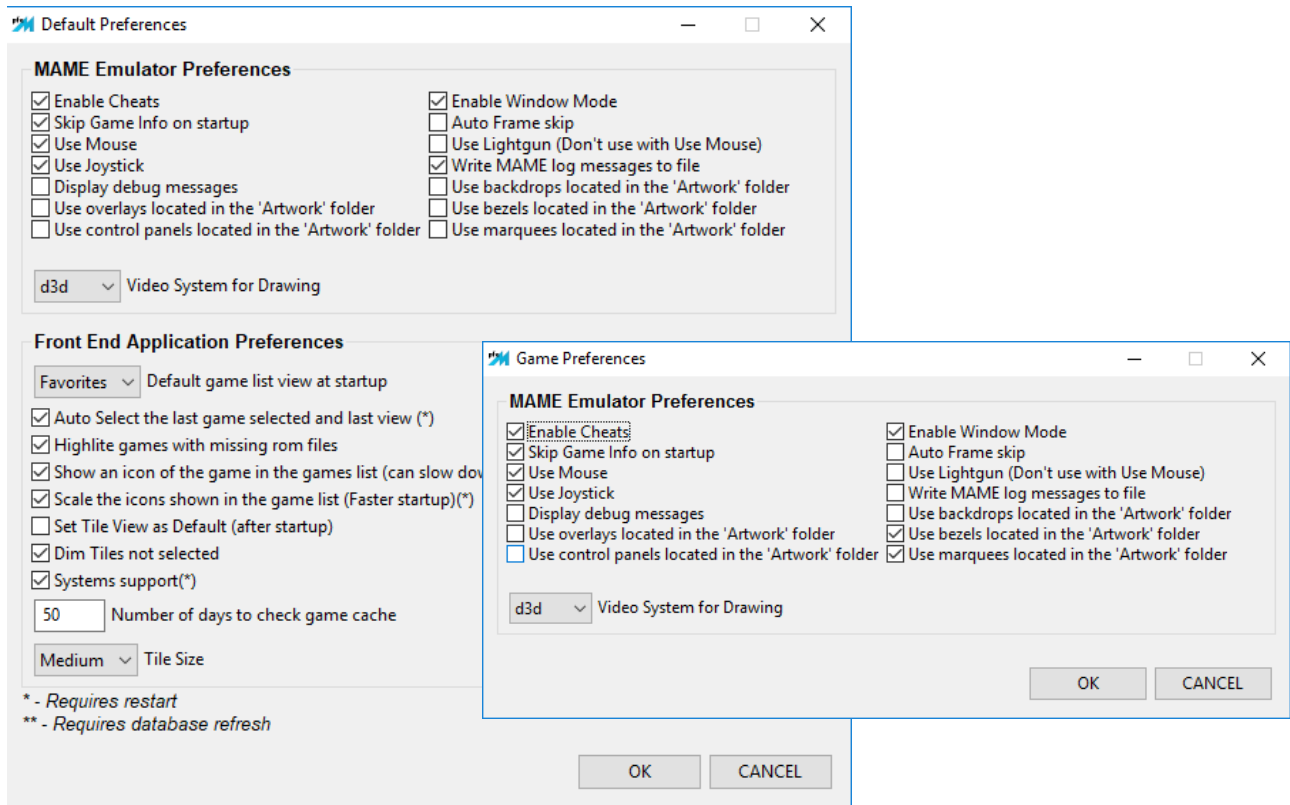 Default Preferences
MAME Emulator Preferences
Enable Cheats
Skip Game Info on startup
Use Mouse
Use Joystick
Display debug messages
Use overlays located in the 'Artwork' folder
Use control panels located in the 'Artwork' folder
Enable Window Mode
Auto Frame skip
Use Lightgun (Don't use with Use Mouse)
Write MAME log messages to file
Use backdrops located in the 'Artwork' folder
Use bezels located in the 'Artwork' folder
Use marquees located in the 'Artwork' folder
d3d Video System for Drawing
Front End Application Preferences
Favorites Default game list view at startup
Auto Select the last game selected and last view (*)
Highlite games with missing rom files
Show an icon of the game in the games list (can slow
Scale the icons shown in the game list (Faster startup)(*)
Set Tile View as Default (after startup)
Dim Tiles not selected
Systems support(*)
50 Number of days to check game cache
Medium Tile Size
* - Requires restart
** - Requires database refresh
OK CANCEL
Game Preferences
MAME Emulator Preferences
Enable Cheats
Skip Game Info on startup
Use Mouse
Use Joystick
Display debug messages
Use overlays located in the 'Artwork' folder
Use control panels located in the 'Artwork' folder
Enable Window Mode
Auto Frame skip
Use Lightgun (Don't use with Use Mouse)
Write MAME log messages to file
Use backdrops located in the 'Artwork' folder
Use bezels located in the 'Artwork' folder
Use marquees located in the 'Artwork' folder
d3d Video System for Drawing
OK CANCEL